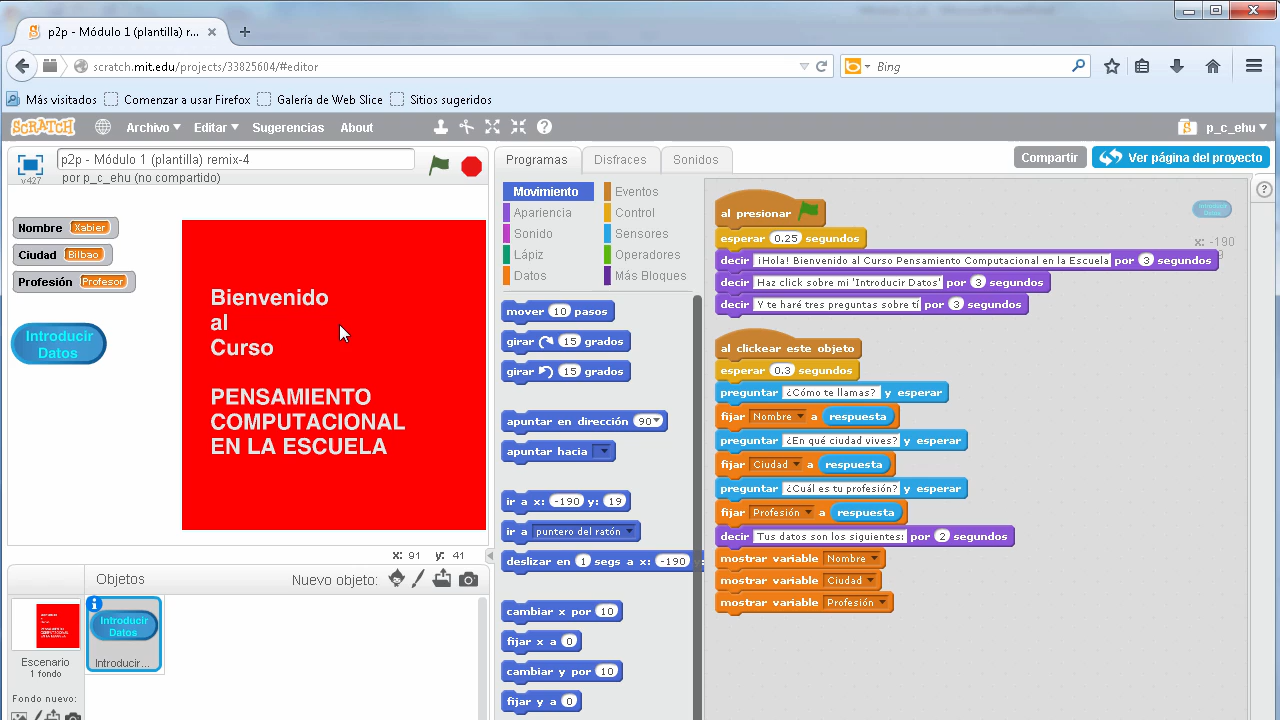 p2p - Módulo 1 (plantilla) r...
scratch.mit.edu/projects/33825604/#editor
Bing
Más visitados
Comenzar a usar Firefox
Galería de Web Slice
Sitios sugeridos
SCRATCH
Archivo
Editar
Sugerencias
About
p_c_ehu
p2p - Módulo 1 (plantilla) remix-4
por p_c_ehu (no compartido)
v427
Programas
Disfraces
Sonidos
Compartir
Ver página del proyecto
Nombre Xabier
Ciudad Bilbao
Profesión Profesor
Introducir
Datos
Bienvenido
al
Curso
PENSAMIENTO
COMPUTACIONAL
EN LA ESCUELA
x: 91 y: 41
Objetos
Nuevo objeto:
Escenario
1 fondo
Fondo nuevo:
Introducir
Datos
Introducir...
Movimiento
Apariencia
Sonido
Lápiz
Datos
Eventos
Control
Sensores
Operadores
Más Bloques
mover 10 pasos
girar 15 grados
girar 15 grados
apuntar en dirección 90
apuntar hacia
ir a x: -190 y: 19
ir a puntero del ratón
deslizar en 1 segs a x: -190
cambiar x por 10
fijar x a 0
cambiar y por 10
fijar y a 0
al presionar
esperar 0.25 segundos
decir ¡Hola! Bienvenido al Curso Pensamiento Computacional en la Escuela por 3 segundos
decir Haz click sobre mi 'Introducir Datos' por 3 segundos
decir Y te haré tres preguntas sobre tí por 3 segundos
al clickear este objeto
esperar 0.3 segundos
preguntar ¿Cómo te llamas? y esperar
fijar Nombre a respuesta
preguntar ¿En qué ciudad vives? y esperar
fijar Ciudad a respuesta
preguntar ¿Cuál es tu profesión? y esperar
fijar Profesión a respuesta
decir Tus datos son los siguientes: por 2 segundos
mostrar variable Nombre
mostrar variable Ciudad
mostrar variable Profesión
x: -190